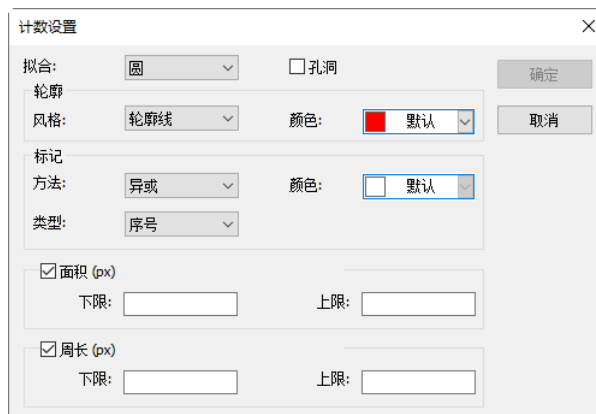 计数设置
拟合: 圆 孔洞 确定
轮廓
风格: 轮廓线 颜色: 默认 取消
标记
方法: 异或 颜色: 默认
类型: 序号
面积 (px)
下限: 上限:
周长 (px)
下限: 上限: